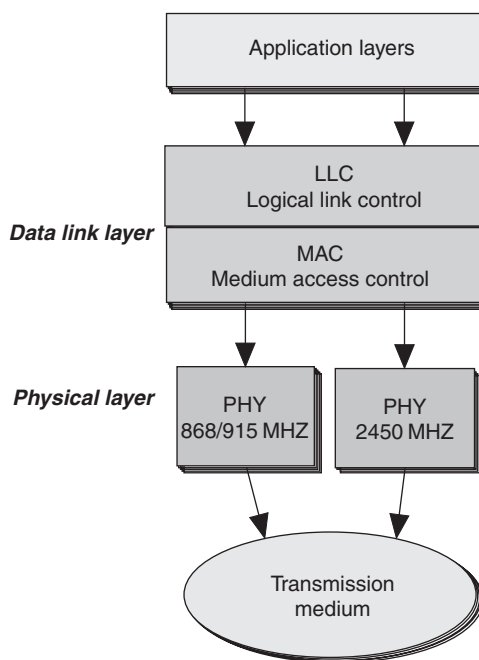 Application layers
LLC
Logical link control
Data link layer
MAC
Medium access control
Physical layer
PHY
868/915 MHZ
PHY
2450 MHZ
Transmission
medium